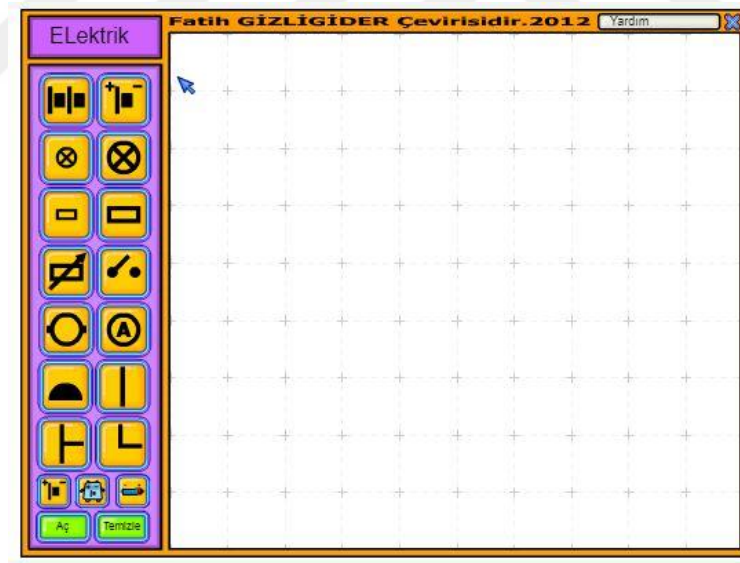 ELektrik
Fatih GİZLİGİDER Çevirisidir.2012
Yardım
A
Aç
Temizle